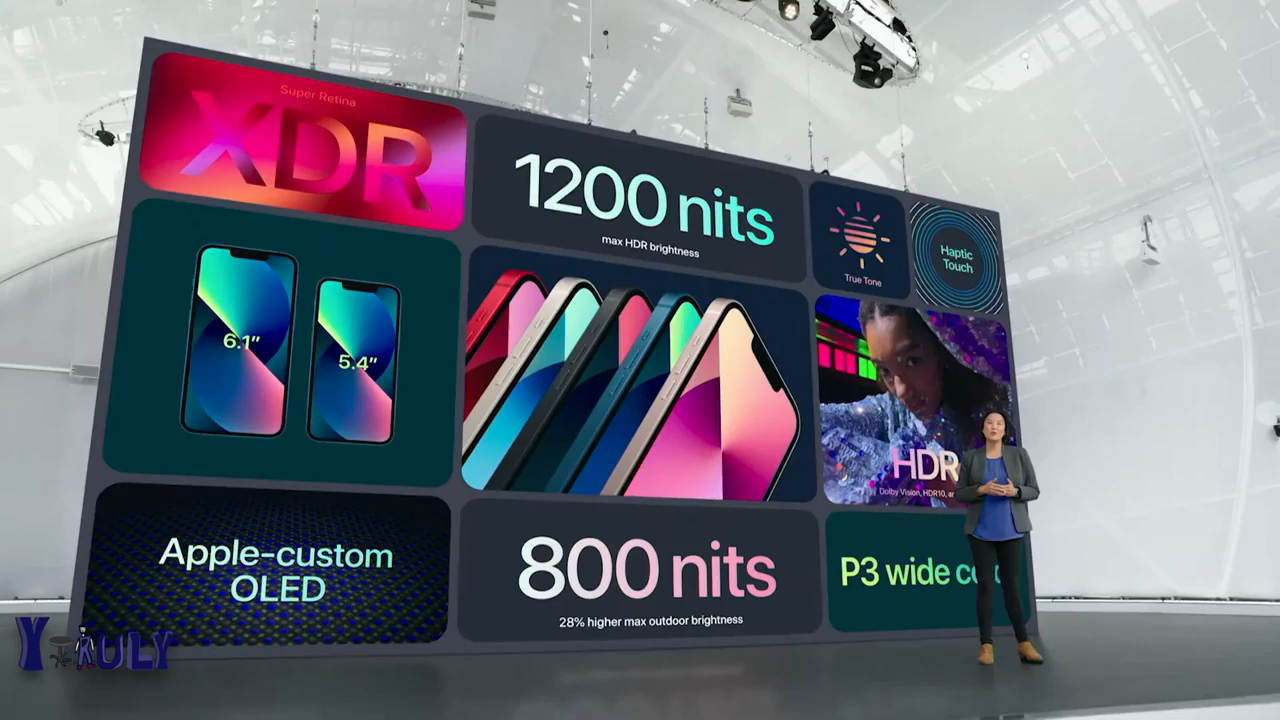 Super Retina
XDR
1200 nits
max HDR brightness
True Tone
Haptic
Touch
6.1”
5.4”
HDR
Dolby Vision, HDR10,
Apple-custom
OLED
800 nits
28% higher max outdoor brightness
P3 wide